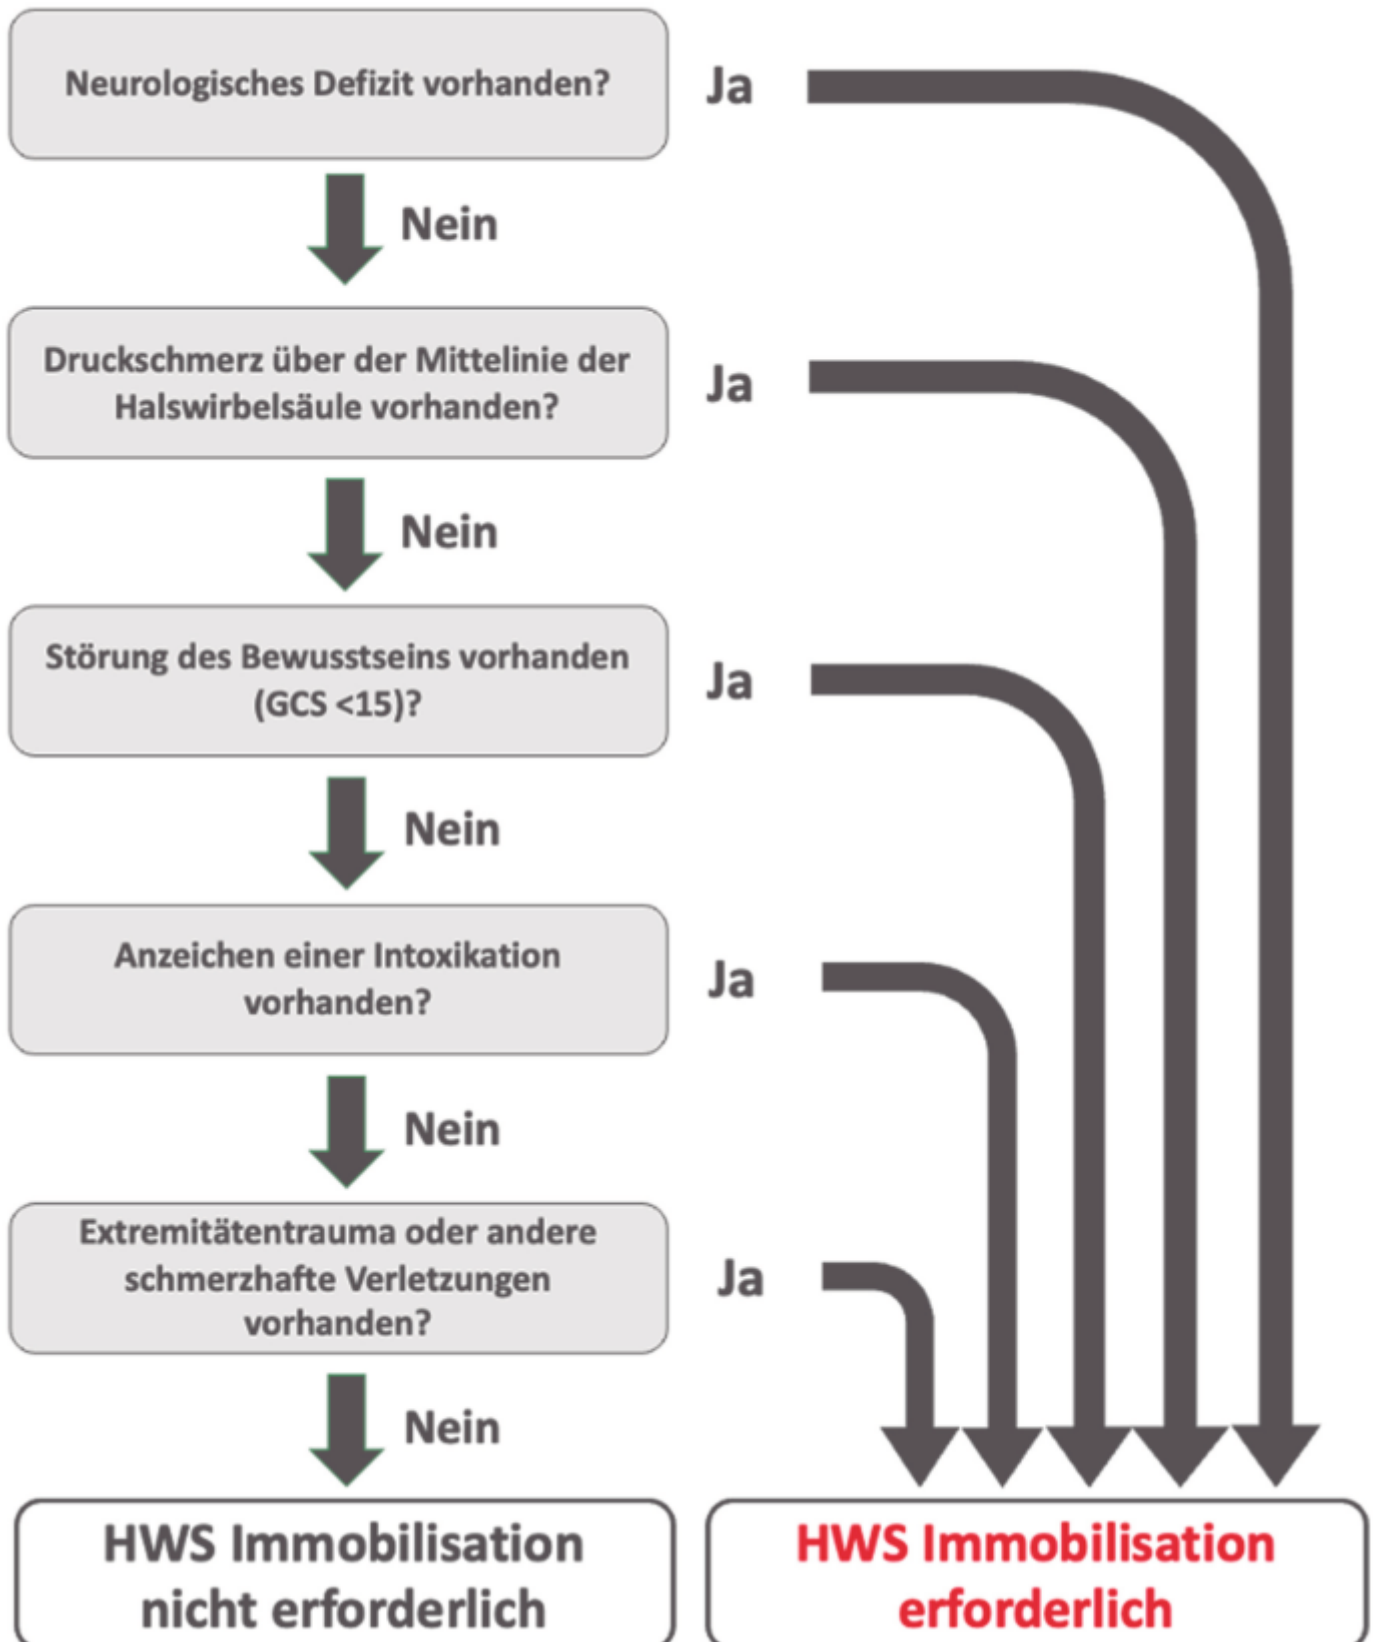 Neurologisches Defizit vorhanden?
Ja
Nein
Druckschmerz über der Mittelinie der
Halswirbelsäule vorhanden?
Ja
Nein
Störung des Bewusstseins vorhanden
(GCS <15)?
Ja
Nein
Anzeichen einer Intoxikation
vorhanden?
Ja
Nein
Extremitätentrauma oder andere
schmerzhafte Verletzungen
vorhanden?
Ja
Nein
HWS Immobilisation
nicht erforderlich
HWS Immobilisation
erforderlich